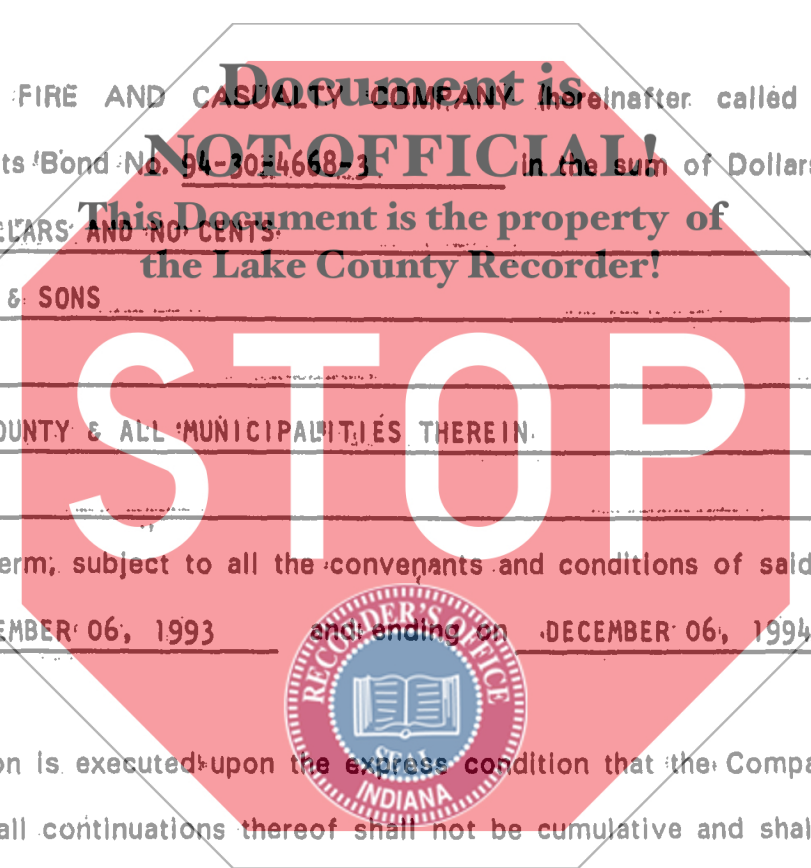 Document is
FIRE AND CASUALTY COMPANY (hereinafter called
NOT OFFICIAL!
ts Bond No. 94-30-4668-3 in the sum of Dollars
This Document is the property of
LLARS AND NO CENTS
the Lake County Recorder!
& SONS
STOP
OUNTY & ALL MUNICIPALITIES THEREIN
erm, subject to all the convenants and conditions of said
EMBER 06, 1993 and ending on DECEMBER 06, 1994
RECORDER'S OFFICE
SEAL
INDIANA
on is executed upon the express condition that the Compa
all continuations thereof shall not be cumulative and shal